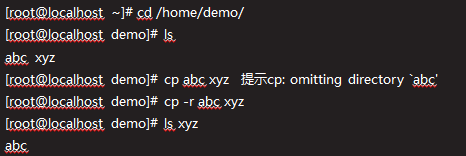 [root@localhost ~]# cd /home/demo/
[root@localhost demo]# ls
abc xyz
[root@localhost demo]# cp abc xyz 提示cp: omitting directory `abc'
[root@localhost demo]# cp -r abc xyz
[root@localhost demo]# ls xyz
abc